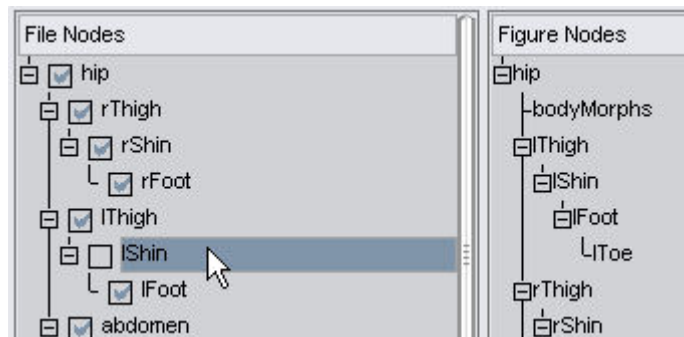 File Nodes
hip
rThigh
rShin
rFoot
lThigh
lShin
lFoot
abdomen
Figure Nodes
hip
bodyMorphs
lThigh
lShin
lFoot
lToe
rThigh
rShin